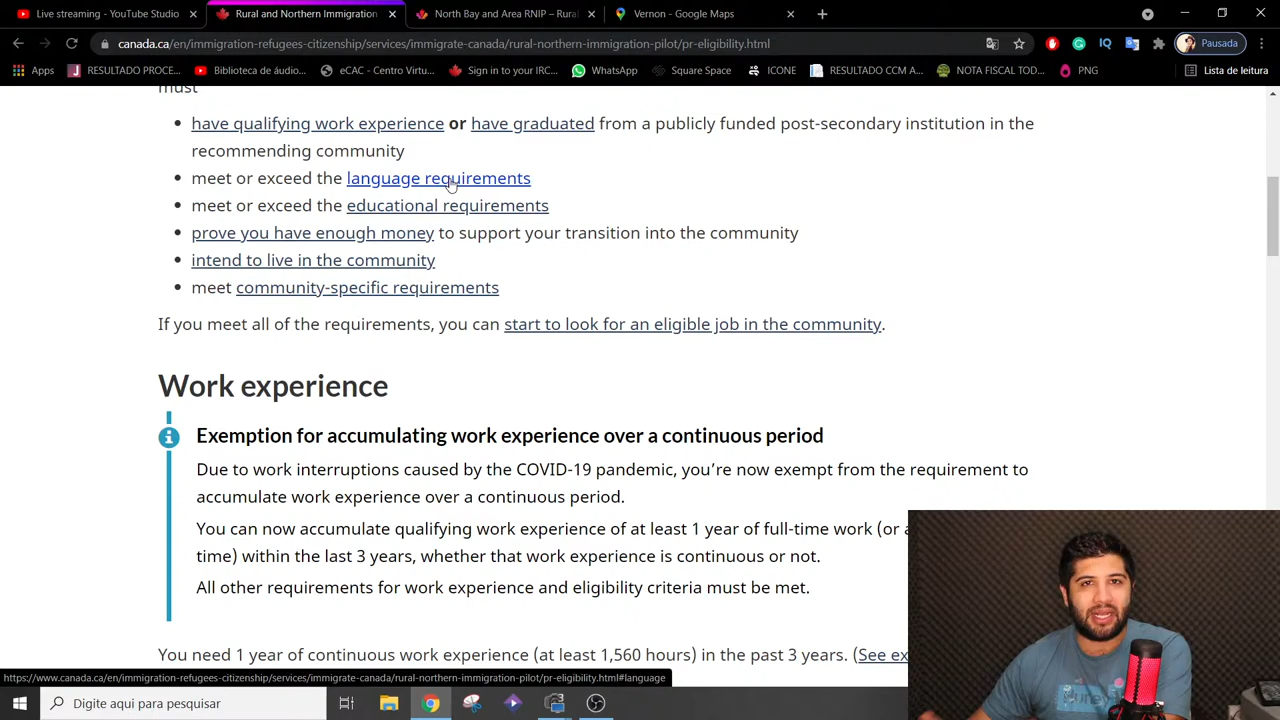 Live streaming - YouTube Studio
Rural and Northern Immigration
North Bay and Area RNIP – Rura
Vernon - Google Maps
canada.ca/en/immigration-refugees-citizenship/services/immigrate-canada/rural-northern-immigration-pilot/pr-eligibility.html
Pausada
Apps
RESULTADO PROCE...
Biblioteca de áudio...
eCAC - Centro Virtu...
Sign in to your IRC...
WhatsApp
Square Space
ICONE
RESULTADO CCM A...
NOTA FISCAL TOD...
PNG
Lista de leitura
must
have qualifying work experience or have graduated from a publicly funded post-secondary institution in the
recommending community
meet or exceed the language requirements
meet or exceed the educational requirements
prove you have enough money to support your transition into the community
intend to live in the community
meet community-specific requirements
If you meet all of the requirements, you can start to look for an eligible job in the community.
Work experience
Exemption for accumulating work experience over a continuous period
Due to work interruptions caused by the COVID-19 pandemic, you're now exempt from the requirement to
accumulate work experience over a continuous period.
You can now accumulate qualifying work experience of at least 1 year of full-time work (or a
time) within the last 3 years, whether that work experience is continuous or not.
All other requirements for work experience and eligibility criteria must be met.
You need 1 year of continuous work experience (at least 1,560 hours) in the past 3 years. (See ex
https://www.canada.ca/en/immigration-refugees-citizenship/services/immigrate-canada/rural-northern-immigration-pilot/pr-eligibility.html#language
Digite aqui para pesquisar